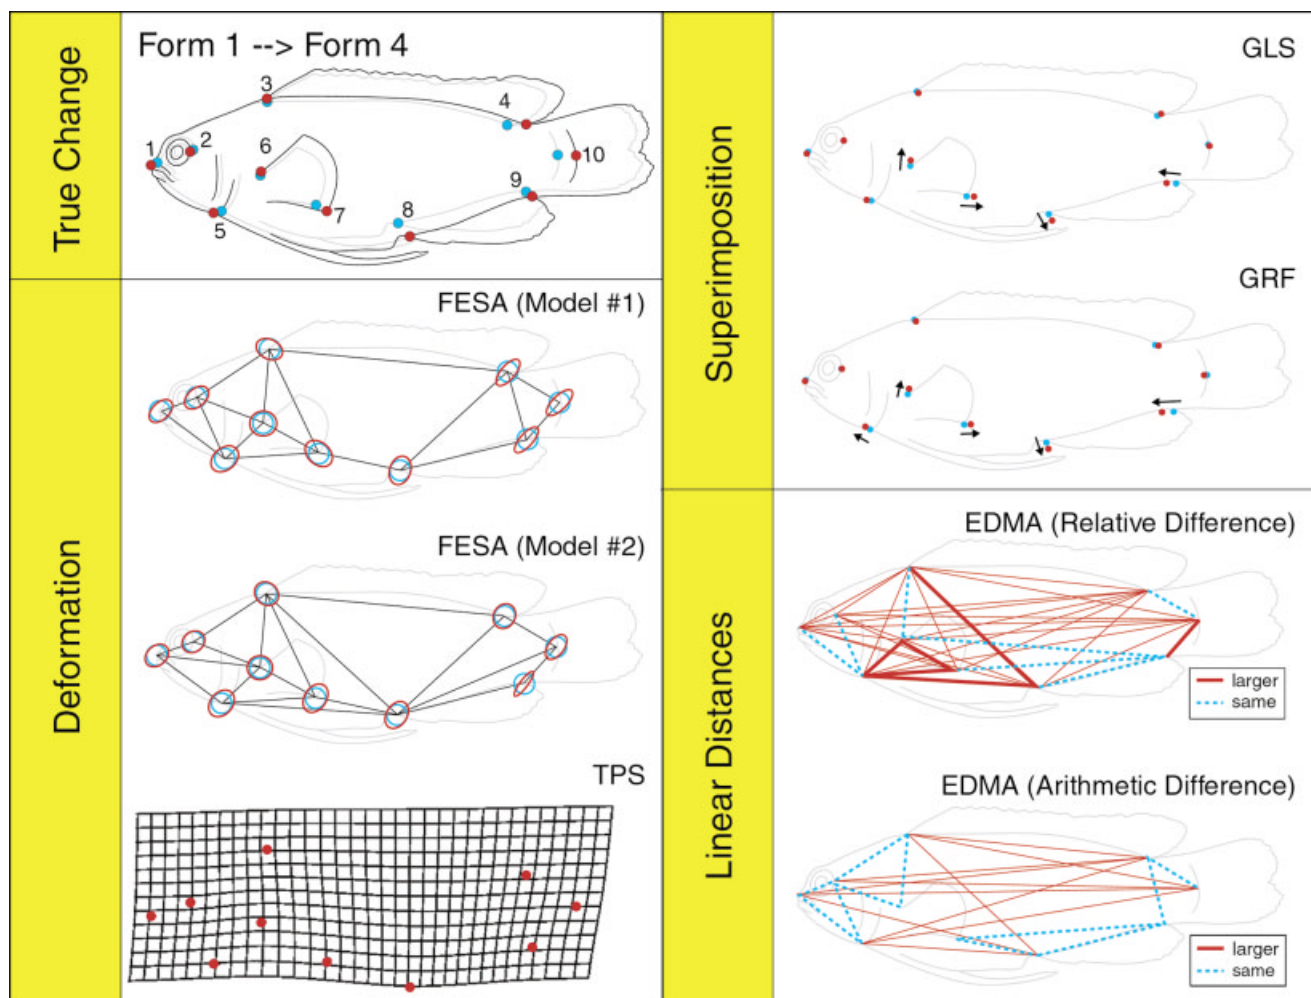 True Change
Form 1 --> Form 4
1
2
3
4
5
6
7
8
9
10
Deformation
FESA (Model #1)
FESA (Model #2)
TPS
Superimposition
GLS
GRF
Linear Distances
EDMA (Relative Difference)
larger
same
EDMA (Arithmetic Difference)
larger
same